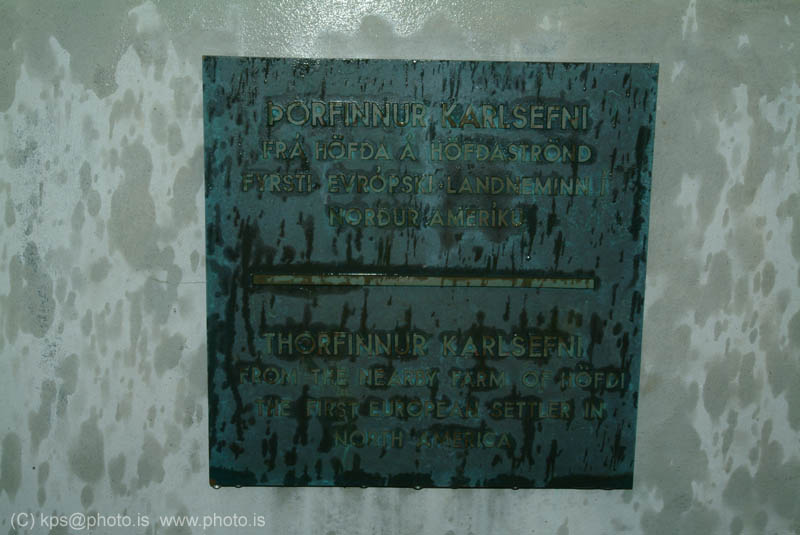 ÞORFINNUR KARLSEFNI
FRÁ HÖFÐA Á HÖFÐASTRÖND
FYRSTI EVRÓPSKI LANDNEMINN Í
NORÐUR AMERÍKU
THORFINNUR KARLSEFNI
FROM THE NEARBY FARM OF HÖFÐI
THE FIRST EUROPEAN SETTLER IN
NORTH AMERICA
(C) kps@photo.is www.photo.is